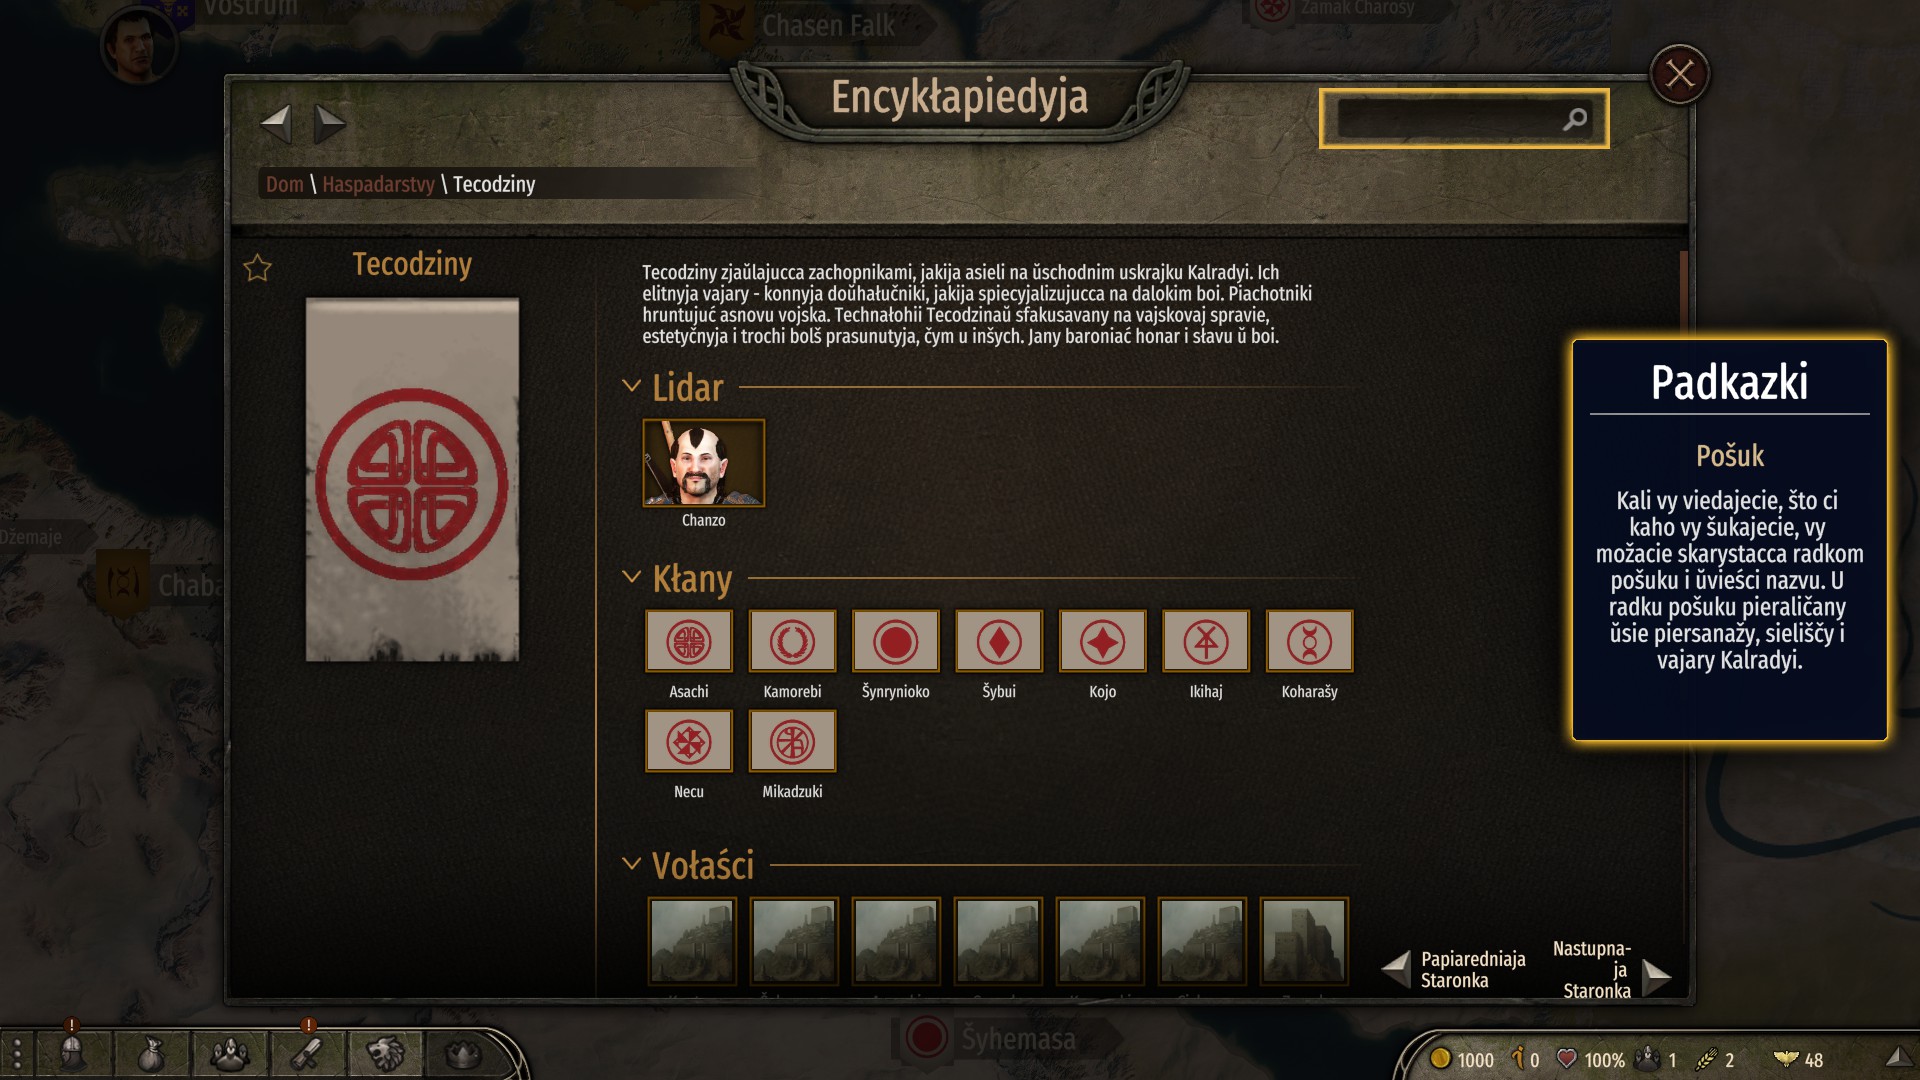 Vostrum
Chasen Falk
Zamak Charosy
Encykłapiedyja
Dom \ Haspadarstvy \ Tecodziny
Tecodziny
Tecodziny zjaŭlajucca zachopnikami, jakija asieli na ŭschodnim uskrajku Kalradyi. Ich
elitnyja vajary - konnyja doŭhałučniki, jakija spiecyjalizujucca na dalokim boi. Piachotniki
hruntujuć asnovu vojska. Technałohii Tecodzinaŭ sfakusavany na vajskovaj spravie,
estetyčnyja i trochi bolš prasunutyja, čym u inšych. Jany baroniać honar i słavu ŭ boi.
Lidar
Chanzo
Kłany
Asachi
Kamorebi
Šynrynioko
Šybui
Kojo
Ikihaj
Koharašy
Necu
Mikadzuki
Vołaści
Padkazki
Pošuk
Kali vy viedajecie, što ci
kaho vy šukajecie, vy
možacie skarystacca radkom
pošuku i ŭvieści nazvu. U
radku pošuku pieraličany
ŭsie piersanažy, sieliščy i
vajary Kalradyi.
Džemaje
Chaba
Papiaredniaja
Staronka
Nastupna-
ja
Staronka
Šyhemasa
1000
0
100%
1
2
48